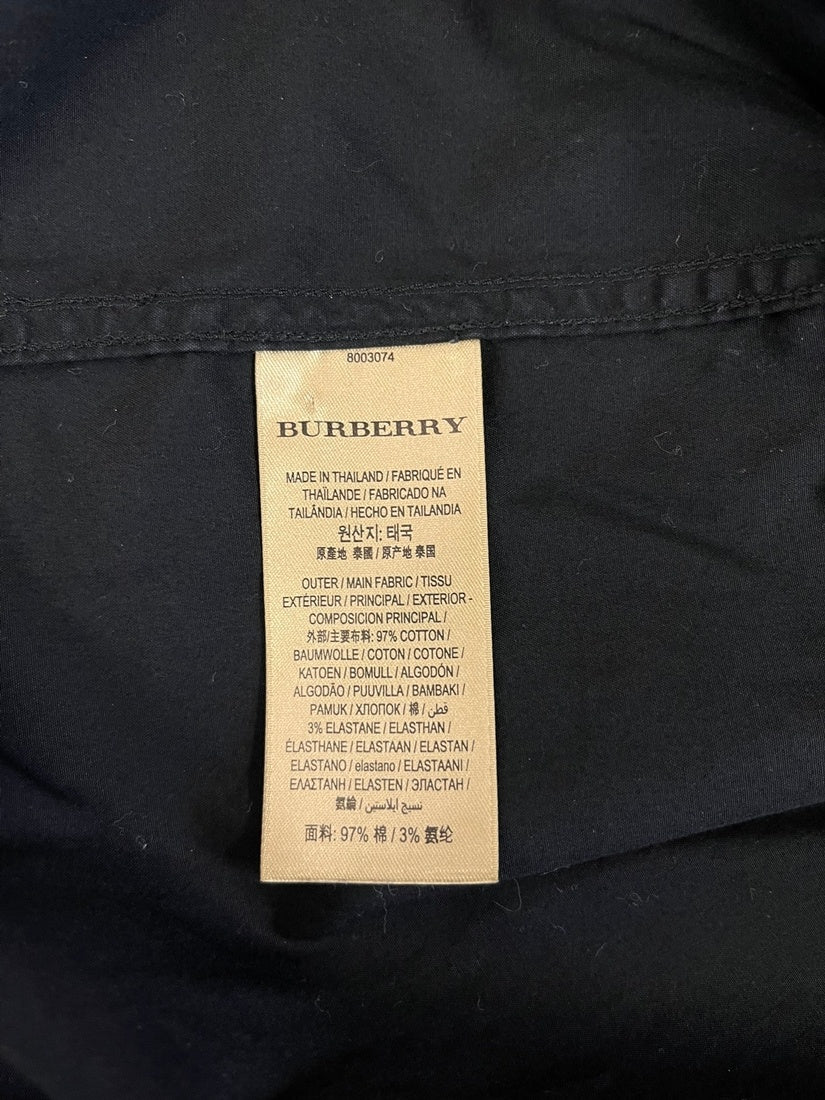 8003074
BURBERRY
MADE IN THAILAND / FABRIQUÉ EN
THAÏLANDE / FABRICADO NA
TAILÂNDIA / HECHO EN TAILANDIA
원산지: 태국
原產地 泰國 / 原产地 泰国
OUTER / MAIN FABRIC / TISSU
EXTÉRIEUR / PRINCIPAL / EXTERIOR -
COMPOSICION PRINCIPAL /
外部/主要布料: 97% COTTON /
BAUMWOLLE / COTON / COTONE /
KATOEN / BOMULL / ALGODÓN /
ALGODÃO / PUUVILLA / BAMBAKI /
PAMUK / ХЛОПОК / 棉 / قطن /
3% ELASTANE / ELASTHAN /
ÉLASTHANE / ELASTAAN / ELASTAN /
ELASTANO / elastano / ELASTAANI /
ΕΛΑΣΤΑΝΗ / ELASTEN / ЭЛАСТАН /
氨綸 / نسيج ايلاستين /
面料: 97% 棉 / 3% 氨纶